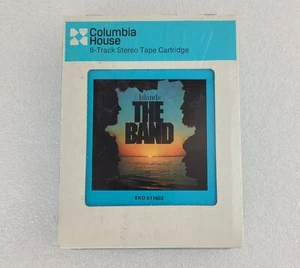 Columbia
House
8-Track Stereo Tape Cartridge
Islands
THE
BAND